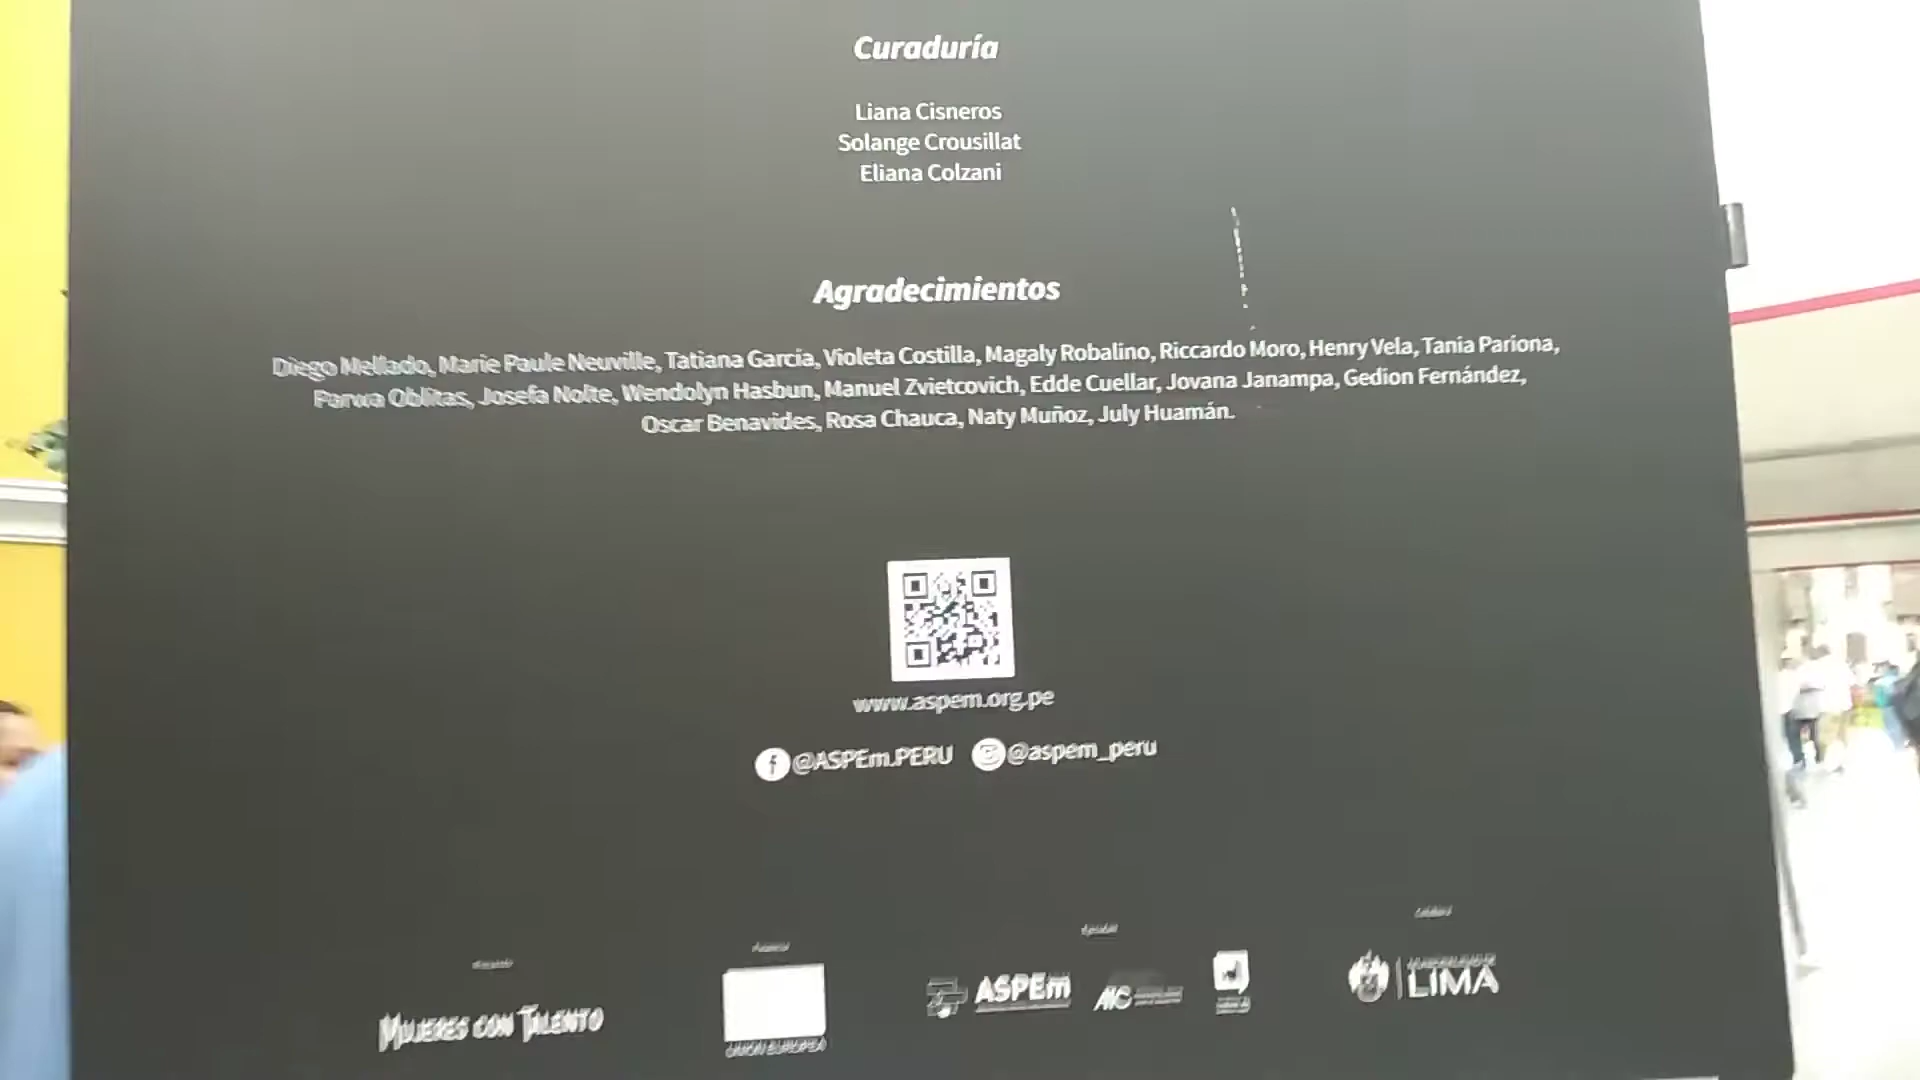 Curaduría
Liana Cisneros
Solange Crousillat
Eliana Colzani
Agradecimientos
Diego Mellado, Marie Paule Neuville, Tatiana García, Violeta Costilla, Magaly Robalino, Riccardo Moro, Henry Vela, Tania Pariona,
Parwa Oblitas, Josefa Nolte, Wendolyn Hasbun, Manuel Zvietcovich, Edde Cuellar, Jovana Janampa, Gedion Fernández,
Oscar Benavides, Rosa Chauca, Naty Muñoz, July Huamán.
www.aspem.org.pe
@ASPEm.PERU @aspem_peru
MUJERES CON TALENTO
UNIÓN EUROPEA
ASPEm
LIMA